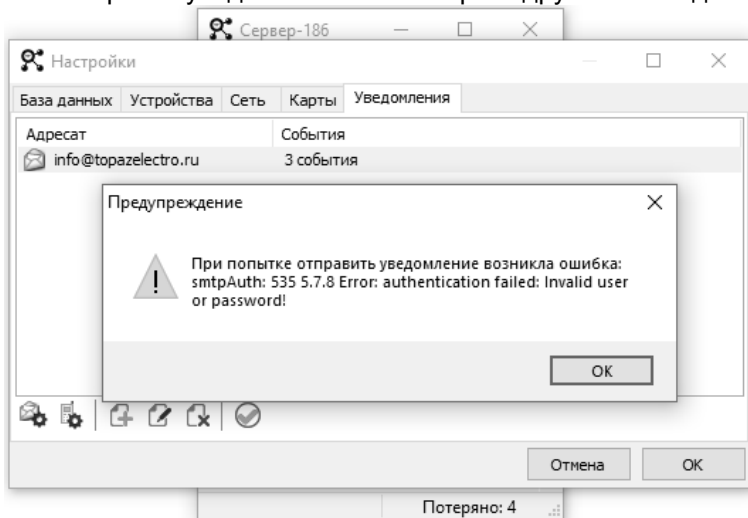 Сервер-186
Настройки
База данных Устройства Сеть Карты Уведомления
Адресат События
info@topazelectro.ru 3 события
Предупреждение
При попытке отправить уведомление возникла ошибка:
smtpAuth: 535 5.7.8 Error: authentication failed: Invalid user
or password!
OK
Отмена OK
Потеряно: 4